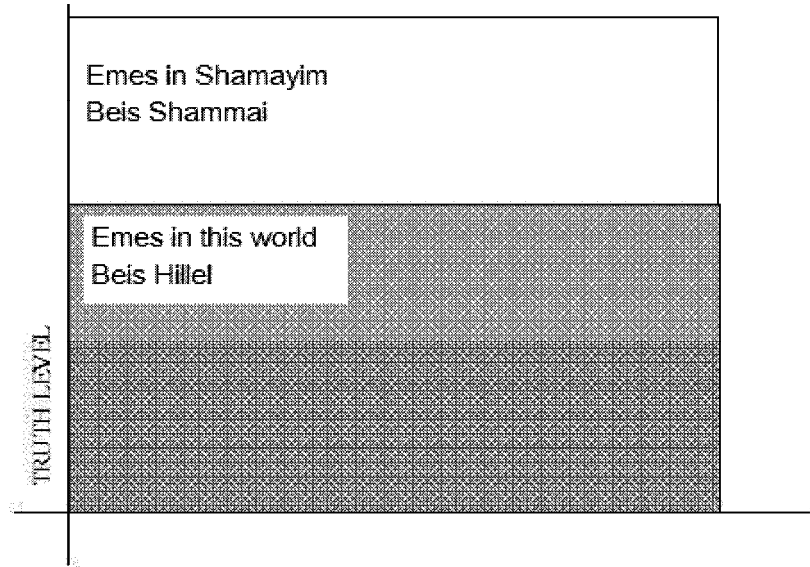 Emes in Shamayim
Beis Shammai
Emes in this world
Beis Hillel
TRUTH LEVEL